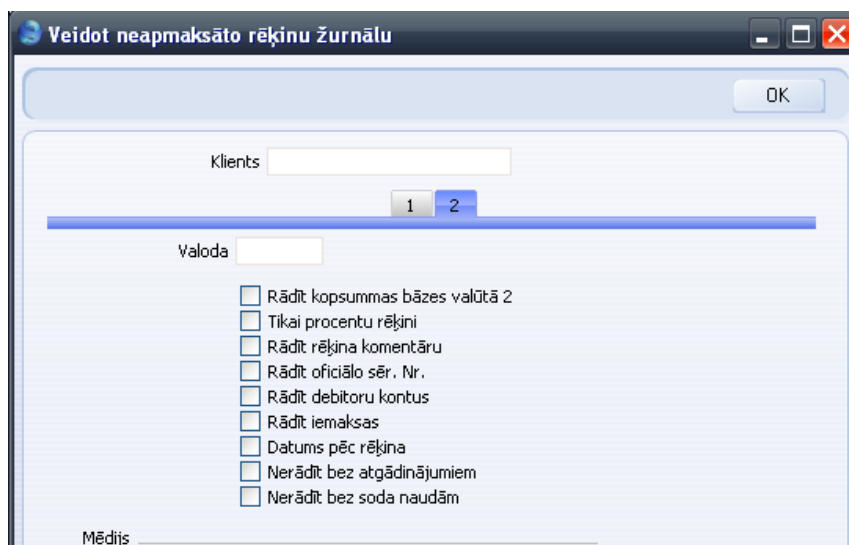 Veidot neapmaksāto rēķinu žurnālu
OK
Klients
1 2
Valoda
Rādīt kopsummas bāzes valūtā 2
Tikai procentu rēķini
Rādīt rēķina komentāru
Rādīt oficiālo sēr. Nr.
Rādīt debitoru kontus
Rādīt iemaksas
Datums pēc rēķina
Nerādīt bez atgādinājumiem
Nerādīt bez soda naudām
Mēdijs